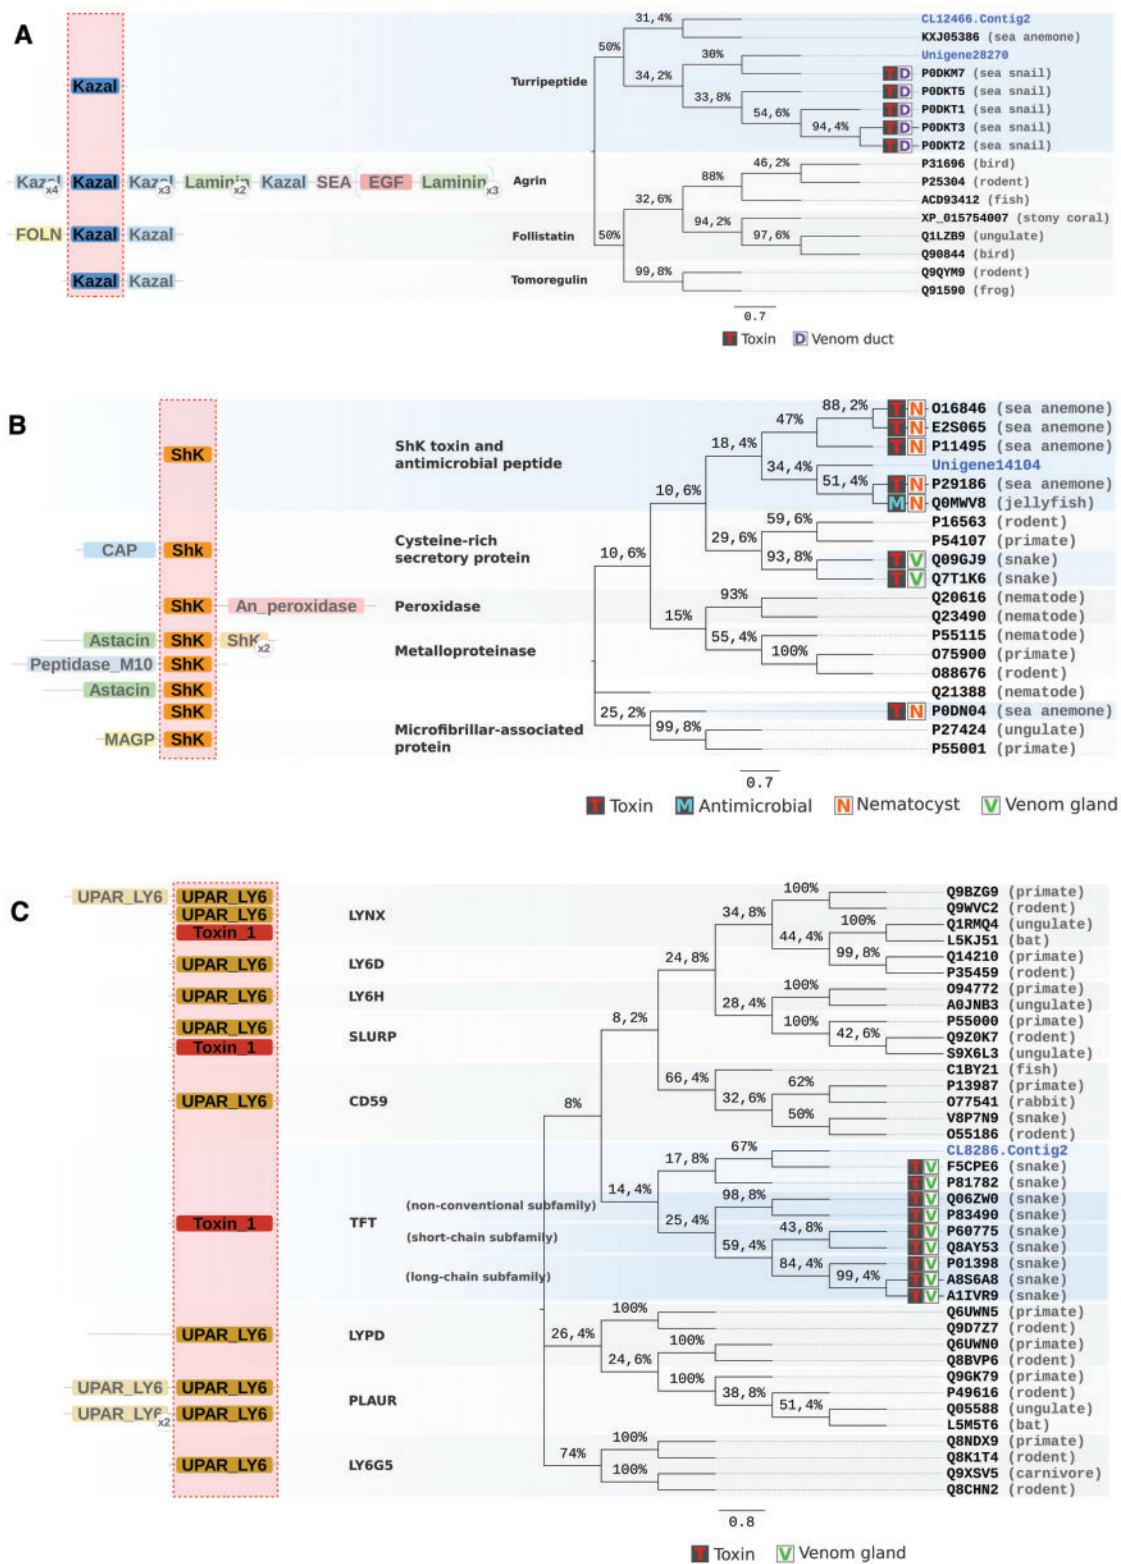 A
31,4%
CL12466.Contig2
KXJ05386 (sea anemone)
50%
30%
Unigene28270
Kazal
Turripeptide
34,2%
T D P0DKM7 (sea snail)
33,8%
T D P0DKT5 (sea snail)
54,6%
T D P0DKT1 (sea snail)
94,4%
T D P0DKT3 (sea snail)
T D P0DKT2 (sea snail)
46,2%
P31696 (bird)
Kazal x4 Kazal Kazal x3 Laminin x2 Kazal SEA EGF Laminin x3
Agrin
88%
P25304 (rodent)
32,6%
ACD93412 (fish)
94,2%
XP_015754007 (stony coral)
FOLN Kazal Kazal
Follistatin
50%
97,6%
Q1LZB9 (ungulate)
Q90844 (bird)
99,8%
Q9QYM9 (rodent)
Kazal Kazal
Tomoregulin
Q91590 (frog)
0.7
T Toxin D Venom duct
B
88,2%
T N O16846 (sea anemone)
47%
T N E2S065 (sea anemone)
ShK
ShK toxin and
antimicrobial peptide
18,4%
T N P11495 (sea anemone)
34,4%
Unigene14104
51,4%
T N P29186 (sea anemone)
10,6%
M N Q0MWV8 (jellyfish)
59,6%
P16563 (rodent)
CAP Shk
Cysteine-rich
secretory protein
29,6%
P54107 (primate)
10,6%
93,8%
T V Q09GJ9 (snake)
T V Q7T1K6 (snake)
93%
Q20616 (nematode)
ShK An_peroxidase
Peroxidase
15%
Q23490 (nematode)
Astacin ShK ShK x2
55,4%
P55115 (nematode)
Metalloproteinase
100%
O75900 (primate)
Peptidase_M10 ShK
O88676 (rodent)
Astacin ShK
Q21388 (nematode)
ShK
25,2%
T N P0DN04 (sea anemone)
MAGP ShK
Microfibrillar-associated
protein
99,8%
P27424 (ungulate)
P55001 (primate)
0.7
T Toxin M Antimicrobial N Nematocyst V Venom gland
C
UPAR_LY6 UPAR_LY6
100%
Q9BZG9 (primate)
UPAR_LY6
LYNX
34,8%
Q9WVC2 (rodent)
Toxin_1
100%
Q1RMQ4 (ungulate)
44,4%
L5KJ51 (bat)
UPAR_LY6
LY6D
24,8%
99,8%
Q14210 (primate)
P35459 (rodent)
UPAR_LY6
LY6H
100%
O94772 (primate)
28,4%
A0JNB3 (ungulate)
UPAR_LY6
8,2%
100%
P55000 (primate)
SLURP
42,6%
Q9Z0K7 (rodent)
Toxin_1
S9X6L3 (ungulate)
66,4%
C1BY21 (fish)
62%
P13987 (primate)
UPAR_LY6
CD59
8%
32,6%
O77541 (rabbit)
50%
V8P7N9 (snake)
O55186 (rodent)
67%
CL8286.Contig2
17,8%
T V F5CPE6 (snake)
14,4%
P81782 (snake)
(non-conventional subfamily)
98,8%
T V Q06ZW0 (snake)
Toxin_1
TFT
25,4%
T V P83490 (snake)
(short-chain subfamily)
43,8%
T V P60775 (snake)
59,4%
T V Q8AY53 (snake)
84,4%
T V P01398 (snake)
(long-chain subfamily)
99,4%
T V A8S6A8 (snake)
T V A1IVR9 (snake)
100%
Q6UWN5 (primate)
UPAR_LY6
LYPD
26,4%
Q9D7Z7 (rodent)
100%
Q6UWN0 (primate)
24,6%
Q8BVP6 (rodent)
100%
Q9GK79 (primate)
UPAR_LY6 UPAR_LY6
PLAUR
38,8%
P49616 (rodent)
UPAR_LY6 x2 UPAR_LY6
51,4%
Q05588 (ungulate)
L5M5T6 (bat)
100%
Q8NDX9 (primate)
74%
Q8K1T4 (rodent)
UPAR_LY6
LY6G5
100%
Q9XSV5 (carnivore)
Q8CHN2 (rodent)
0.8
T Toxin V Venom gland